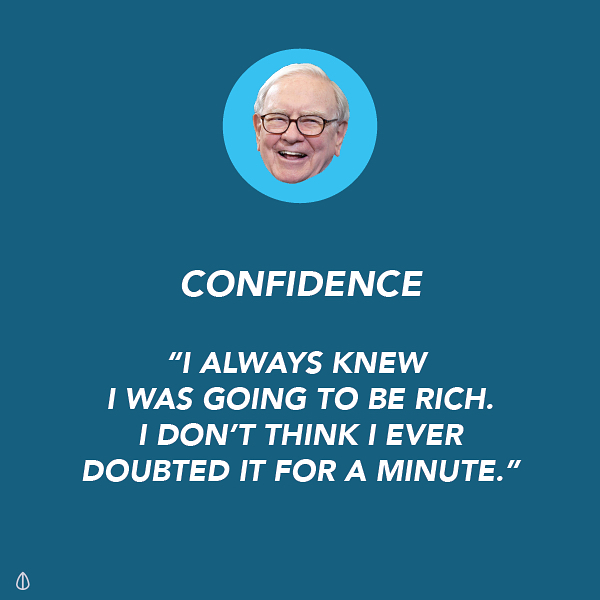 CONFIDENCE
“I ALWAYS KNEW
I WAS GOING TO BE RICH.
I DON’T THINK I EVER
DOUBTED IT FOR A MINUTE.”